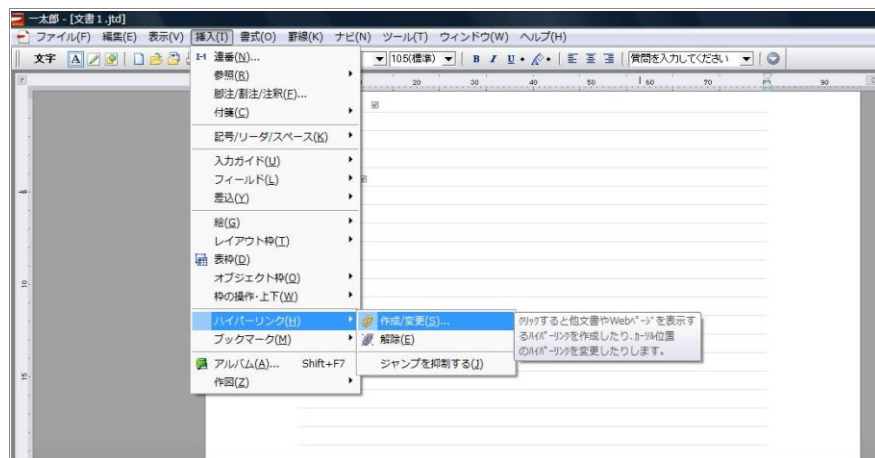 一太郎 - [文書1.jtd]
ファイル(F) 編集(E) 表示(V) 挿入(I) 書式(O) 罫線(K) ナビ(N) ツール(T) ウィンドウ(W) ヘルプ(H)
文字 A 105(標準) B I U 質問を入力してください
20 30 40 50 60 70 90
連番(N)...
参照(R)
脚注/割注/注釈(F)...
付箋(C)
記号/リーダ/スペース(K)
入力ガイド(U)
フィールド(L)
差込(Y)
絵(G)
レイアウト枠(T)
表枠(D)
オブジェクト枠(O)
枠の操作・上下(W)
ハイパーリンク(H) 作成/変更(S)...
クリックすると他文書やWebページを表示す
るハイパーリンクを作成したり、カーソル位置
のハイパーリンクを変更したりします。
ブックマーク(M) 解除(E)
アルバム(A)... Shift+F7 ジャンプを抑制する(J)
作図(Z)